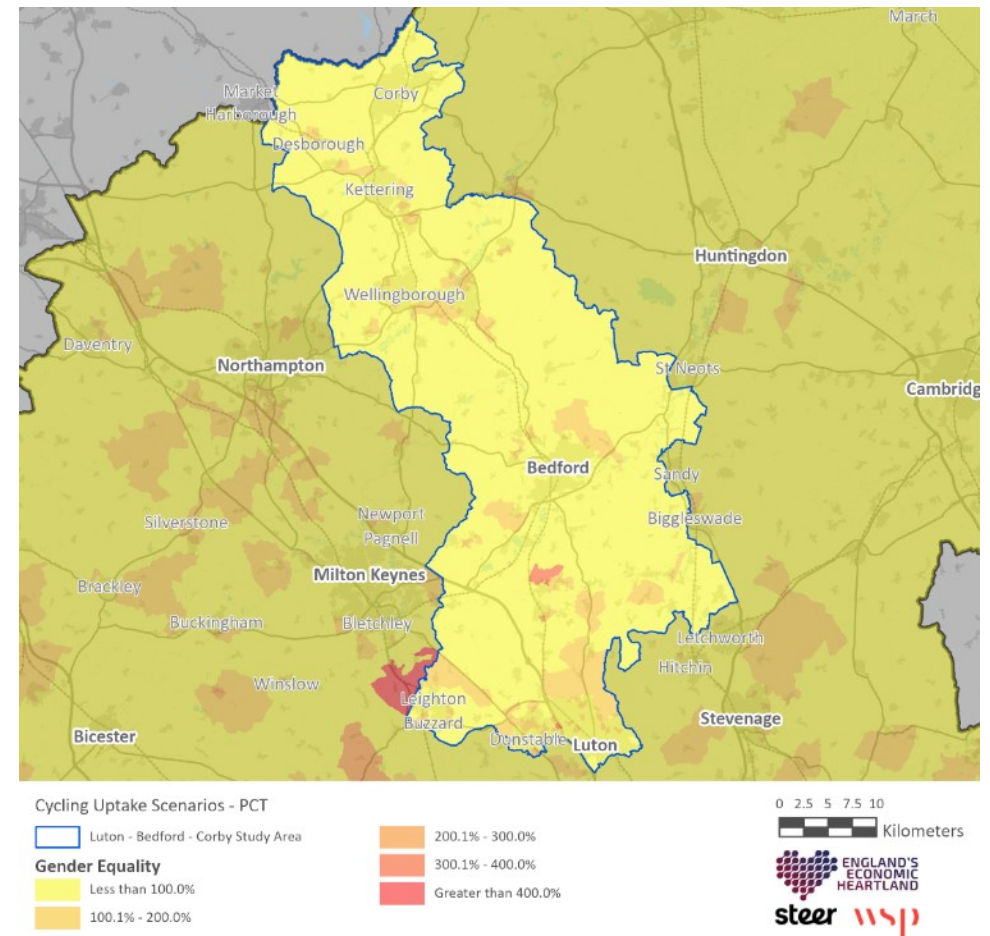 March
Market
Harborough
Corby
Desborough
Kettering
Huntingdon
Wellingborough
Daventry
Northampton
St Neots
Cambridg
Bedford
Sandy
Silverstone
Newport
Pagnell
Biggleswade
Milton Keynes
Brackley
Buckingham
Bletchley
Letchworth
Hitchin
Winslow
Leighton
Buzzard
Stevenage
Bicester
Dunstable
Luton
Cycling Uptake Scenarios - PCT
Luton - Bedford - Corby Study Area
Gender Equality
Less than 100.0%
100.1% - 200.0%
200.1% - 300.0%
300.1% - 400.0%
Greater than 400.0%
0 2.5 5 7.5 10
Kilometers
ENGLAND'S
ECONOMIC
HEARTLAND
steer wsp